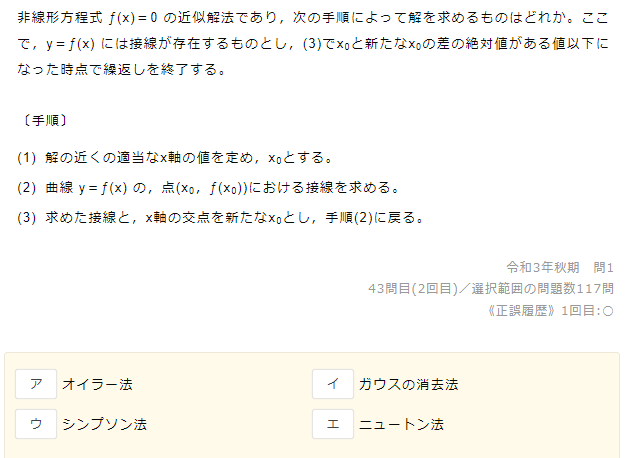 非線形方程式 f(x)=0 の近似解法であり，次の手順によって解を求めるものはどれか。ここ
で，y=f(x) には接線が存在するものとし，(3)でx₀と新たなx₀の差の絶対値がある値以下に
なった時点で繰返しを終了する。
〔手順〕
(1) 解の近くの適当なx軸の値を定め，x₀とする。
(2) 曲線 y=f(x) の，点(x₀，f(x₀))における接線を求める。
(3) 求めた接線と，x軸の交点を新たなx₀とし，手順(2)に戻る。
令和3年秋期 問1
43問目(2回目)／選択範囲の問題数117問
《正誤履歴》1回目:○
ア オイラー法
イ ガウスの消去法
ウ シンプソン法
エ ニュートン法